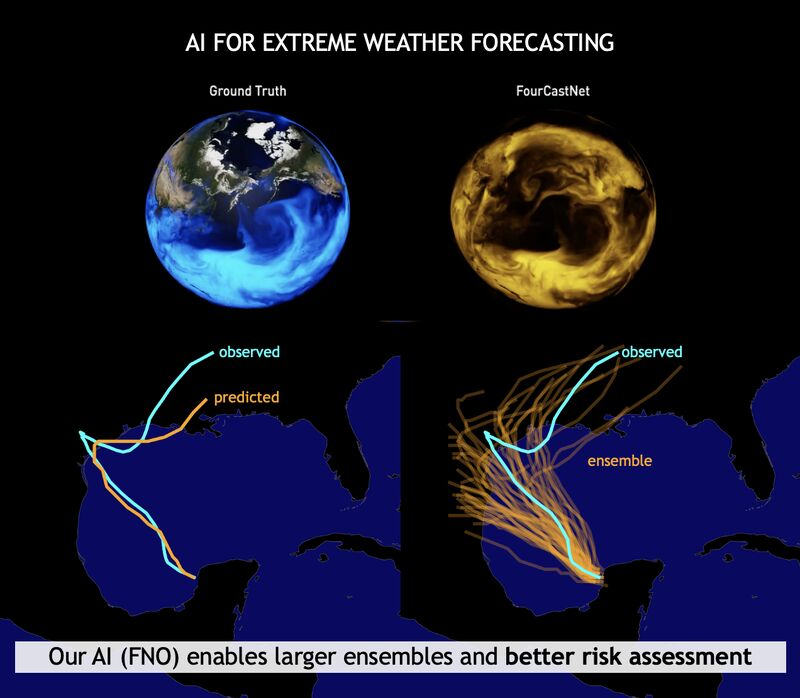 AI FOR EXTREME WEATHER FORECASTING
Ground Truth
FourCastNet
observed
predicted
observed
ensemble
Our AI (FNO) enables larger ensembles and better risk assessment